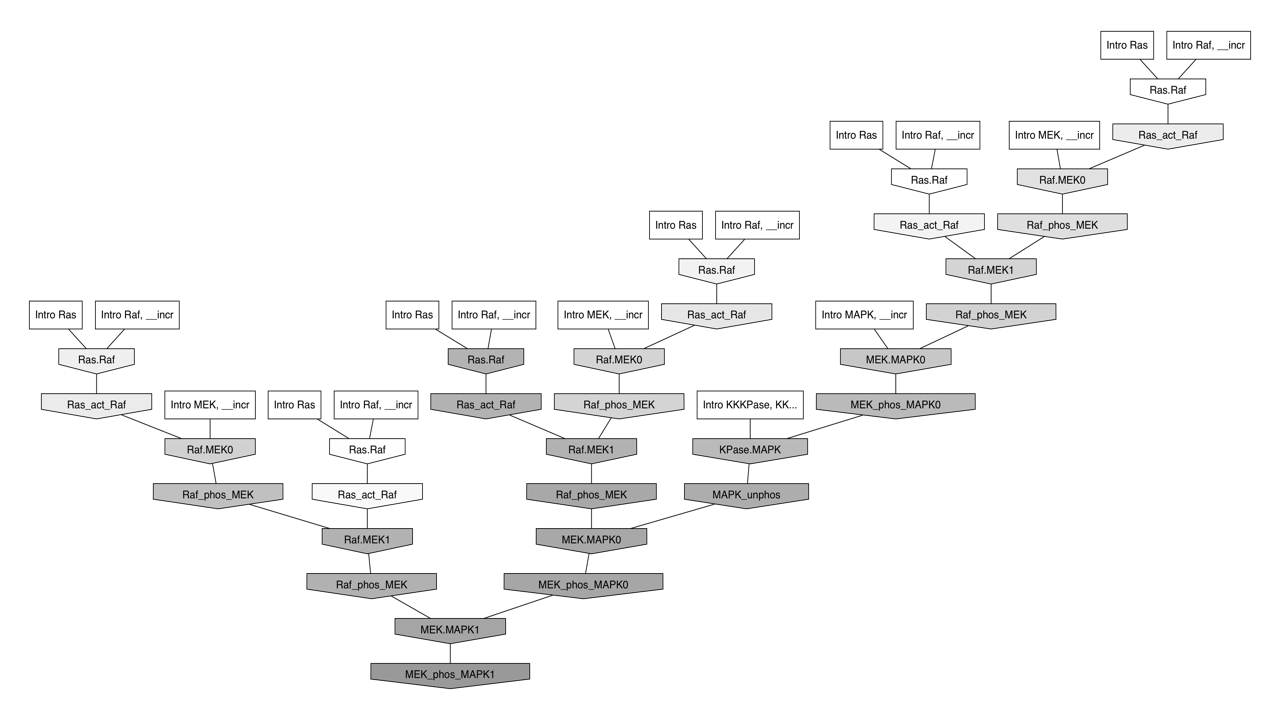 Intro Ras
Intro Raf, __incr
Ras.Raf
Intro Ras
Intro Raf, __incr
Intro MEK, __incr
Ras_act_Raf
Ras.Raf
Raf.MEK0
Intro Ras
Intro Raf, __incr
Ras_act_Raf
Raf_phos_MEK
Ras.Raf
Raf.MEK1
Intro Ras
Intro Raf, __incr
Intro Ras
Intro Raf, __incr
Intro MEK, __incr
Ras_act_Raf
Intro MAPK, __incr
Raf_phos_MEK
Ras.Raf
Ras.Raf
Raf.MEK0
MEK.MAPK0
Ras_act_Raf
Intro MEK, __incr
Intro Ras
Intro Raf, __incr
Ras_act_Raf
Raf_phos_MEK
Intro KKKPase, KK...
MEK_phos_MAPK0
Raf.MEK0
Ras.Raf
Raf.MEK1
KPase.MAPK
Raf_phos_MEK
Ras_act_Raf
Raf_phos_MEK
MAPK_unphos
Raf.MEK1
MEK.MAPK0
Raf_phos_MEK
MEK_phos_MAPK0
MEK.MAPK1
MEK_phos_MAPK1